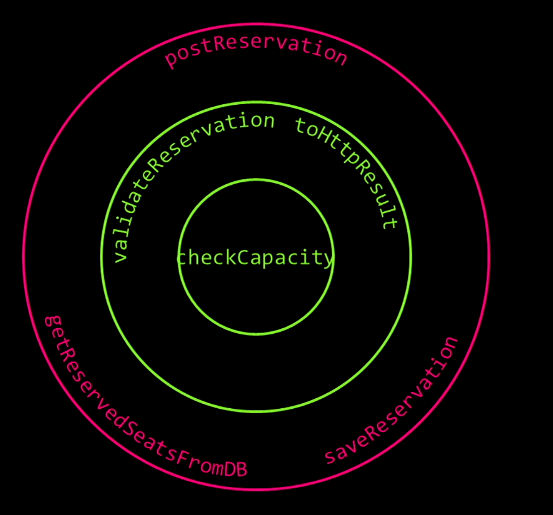 postReservation
validateReservation toHttpResult
checkCapacity
getReservedSeatsFromDB
saveReservation